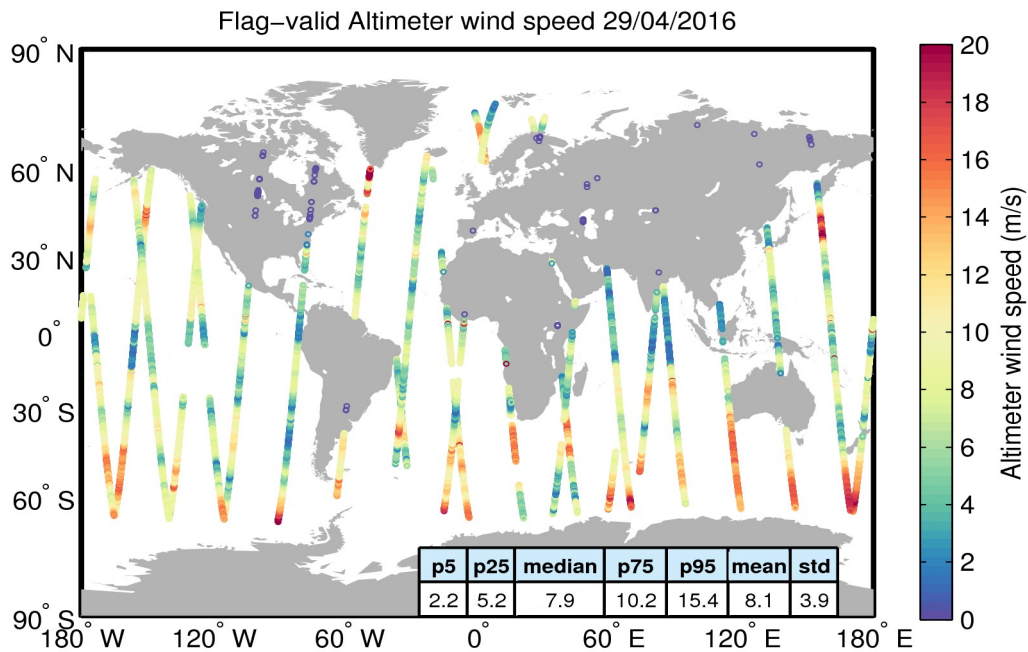 Flag−valid Altimeter wind speed 29/04/2016
90° N
60° N
30° N
0°
30° S
60° S
90° S
180° W
120° W
60° W
0°
60° E
120° E
180° E
p5 p25 median p75 p95 mean std
2.2 5.2 7.9 10.2 15.4 8.1 3.9
20
18
16
14
12
10
8
6
4
2
0
Altimeter wind speed (m/s)